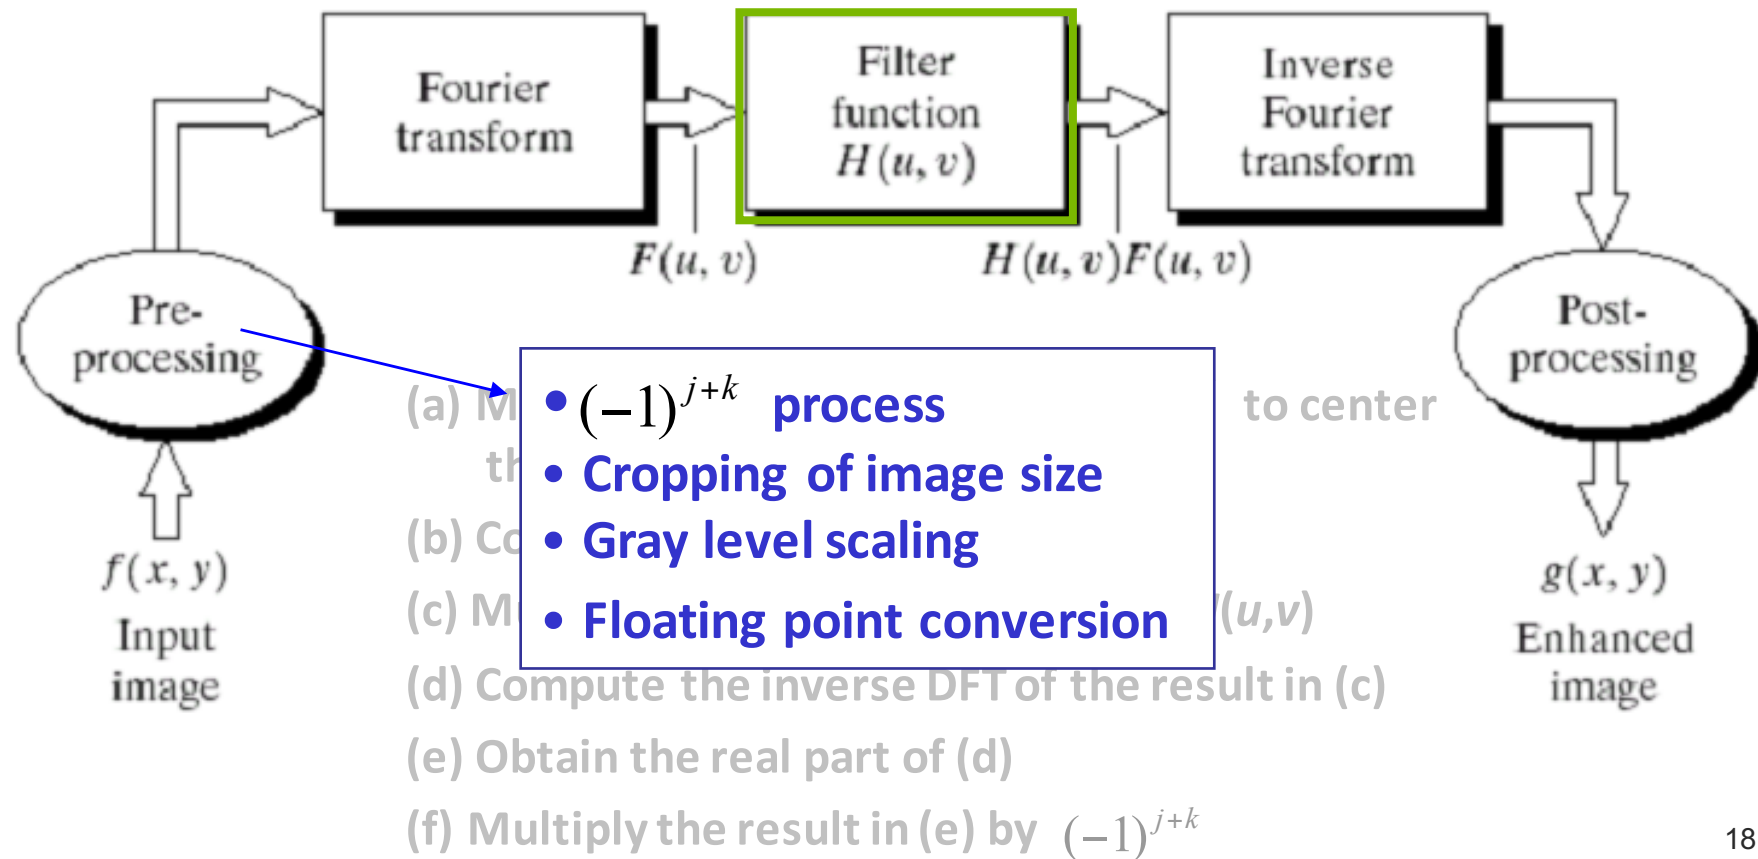 Fourier
transform
Filter
function
H(u, v)
Inverse
Fourier
transform
F(u, v)
H(u, v)F(u, v)
Pre-
processing
Post-
processing
f(x, y)
Input
image
g(x, y)
Enhanced
image
• (−1)^{j+k} process
• Cropping of image size
• Gray level scaling
• Floating point conversion
(a) to center
(b)
(c) (u,v)
(d) Compute the inverse DFT of the result in (c)
(e) Obtain the real part of (d)
(f) Multiply the result in (e) by (−1)^{j+k}
18